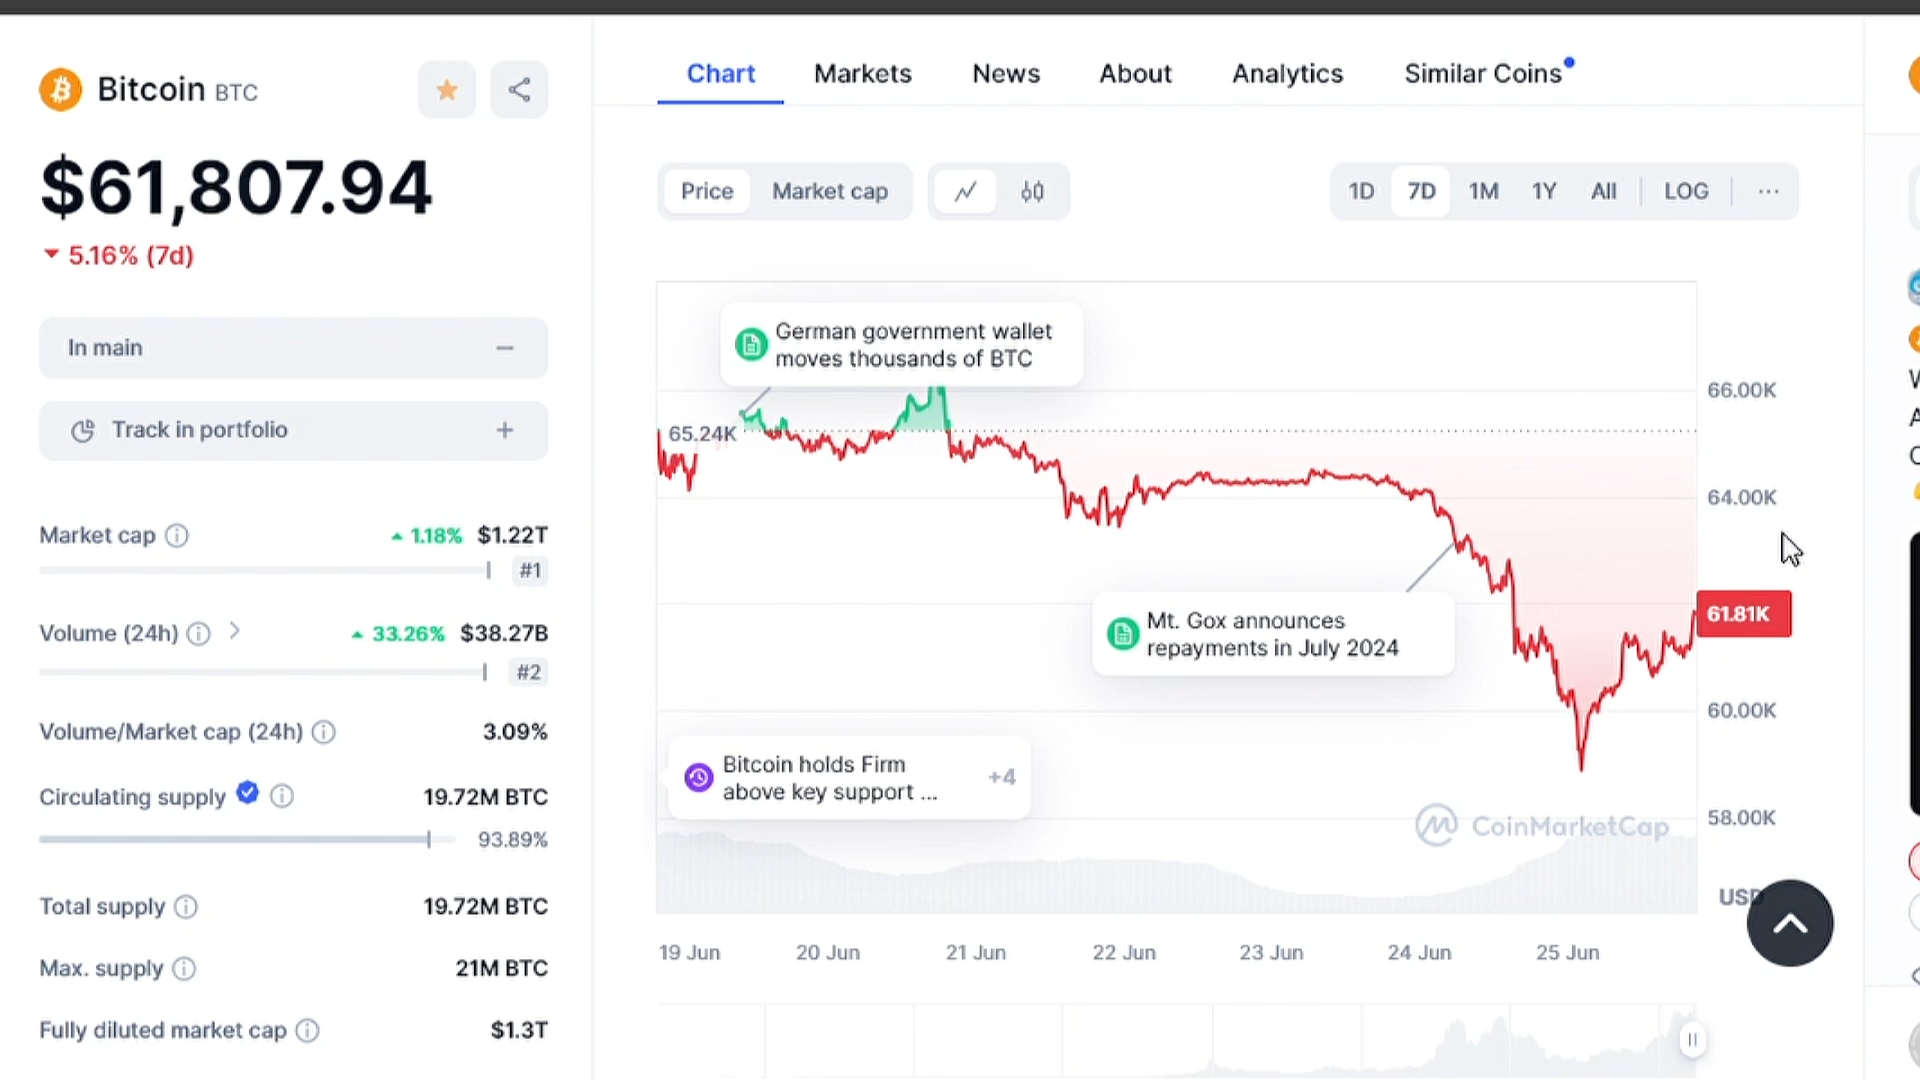 Bitcoin BTC
$61,807.94
5.16% (7d)
In main
Track in portfolio
Market cap 1.18% $1.22T
#1
Volume (24h) 33.26% $38.27B
#2
Volume/Market cap (24h) 3.09%
Circulating supply 19.72M BTC
93.89%
Total supply 19.72M BTC
Max. supply 21M BTC
Fully diluted market cap $1.3T
Chart Markets News About Analytics Similar Coins
Price Market cap
1D 7D 1M 1Y All LOG ...
German government wallet
moves thousands of BTC
65.24K
Mt. Gox announces
repayments in July 2024
Bitcoin holds Firm
above key support ...
+4
66.00K
64.00K
61.81K
60.00K
58.00K
CoinMarketCap
USD
19 Jun 20 Jun 21 Jun 22 Jun 23 Jun 24 Jun 25 Jun